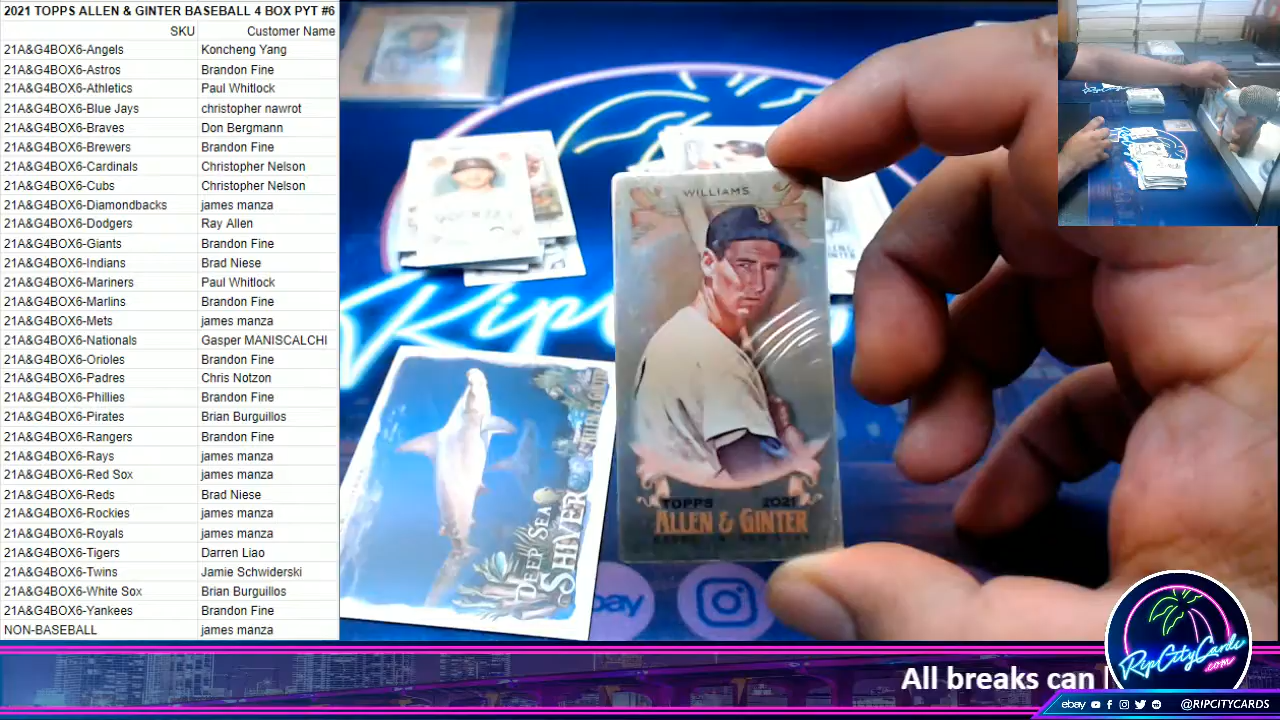 2021 TOPPS ALLEN & GINTER BASEBALL 4 BOX PYT #6
SKU Customer Name
21A&G4BOX6-Angels Koncheng Yang
21A&G4BOX6-Astros Brandon Fine
21A&G4BOX6-Athletics Paul Whitlock
21A&G4BOX6-Blue Jays christopher nawrot
21A&G4BOX6-Braves Don Bergmann
21A&G4BOX6-Brewers Brandon Fine
21A&G4BOX6-Cardinals Christopher Nelson
21A&G4BOX6-Cubs Christopher Nelson
21A&G4BOX6-Diamondbacks james manza
21A&G4BOX6-Dodgers Ray Allen
21A&G4BOX6-Giants Brandon Fine
21A&G4BOX6-Indians Brad Niese
21A&G4BOX6-Mariners Paul Whitlock
21A&G4BOX6-Marlins Brandon Fine
21A&G4BOX6-Mets james manza
21A&G4BOX6-Nationals Gasper MANISCALCHI
21A&G4BOX6-Orioles Brandon Fine
21A&G4BOX6-Padres Chris Notzon
21A&G4BOX6-Phillies Brandon Fine
21A&G4BOX6-Pirates Brian Burguillos
21A&G4BOX6-Rangers Brandon Fine
21A&G4BOX6-Rays james manza
21A&G4BOX6-Red Sox james manza
21A&G4BOX6-Reds Brad Niese
21A&G4BOX6-Rockies james manza
21A&G4BOX6-Royals james manza
21A&G4BOX6-Tigers Darren Liao
21A&G4BOX6-Twins Jamie Schwiderski
21A&G4BOX6-White Sox Brian Burguillos
21A&G4BOX6-Yankees Brandon Fine
NON-BASEBALL james manza
WILLIAMS
B
TOPPS 2021
ALLEN & GINTER
DEEP SEA
SHIVER
ALLEN & GINTER
Rip
ebay
All breaks can
RipCityCards
.com
ebay @RIPCITYCARDS